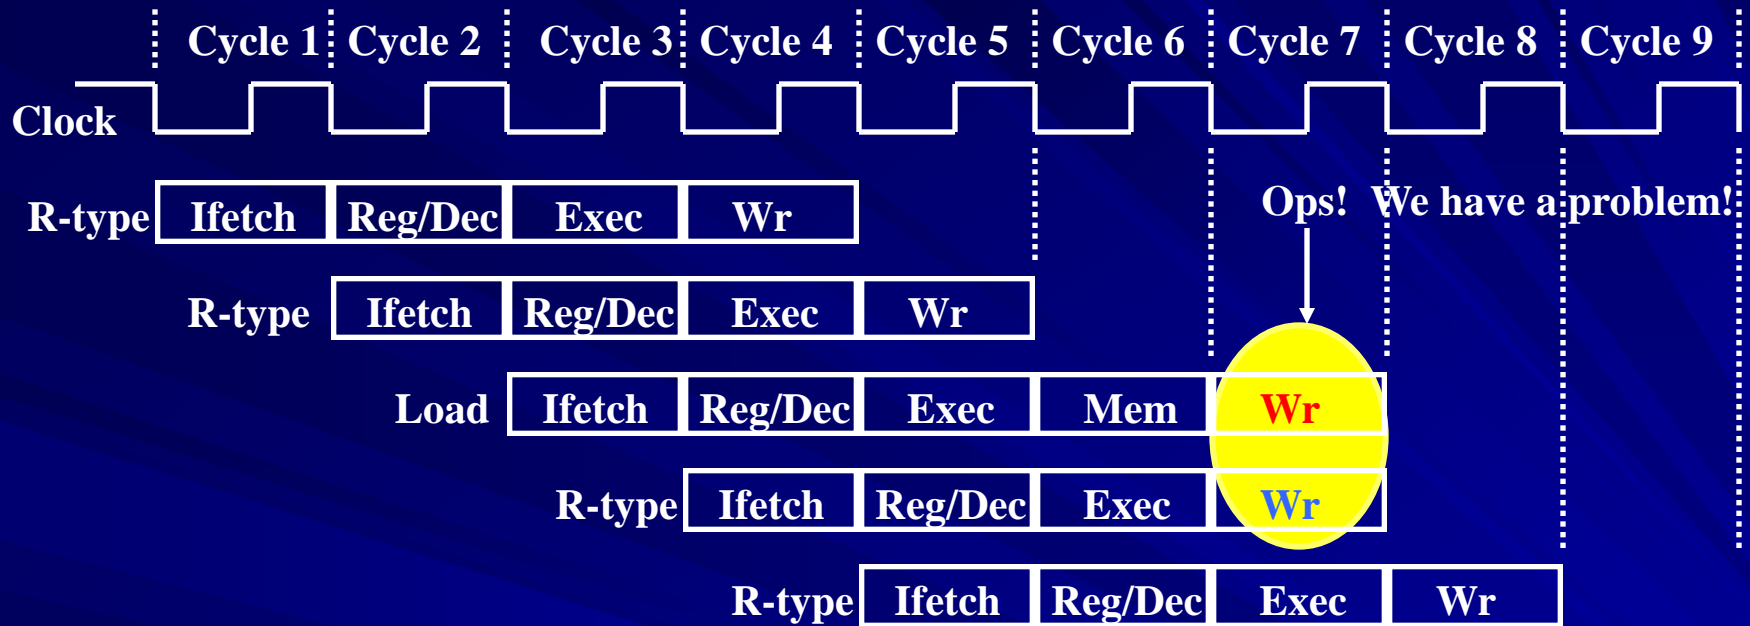 Cycle 1 Cycle 2 Cycle 3 Cycle 4 Cycle 5 Cycle 6 Cycle 7 Cycle 8 Cycle 9
Clock
Ops! We have a problem!
R-type Ifetch Reg/Dec Exec Wr
R-type Ifetch Reg/Dec Exec Wr
Load Ifetch Reg/Dec Exec Mem Wr
R-type Ifetch Reg/Dec Exec Wr
R-type Ifetch Reg/Dec Exec Wr